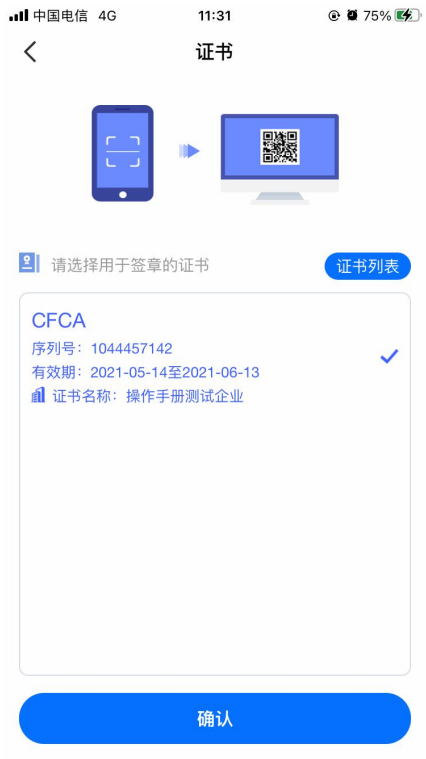 中国电信 4G 11:31 75%
证书
请选择用于签章的证书 证书列表
CFCA
序列号：1044457142
有效期：2021-05-14至2021-06-13
证书名称：操作手册测试企业
确认